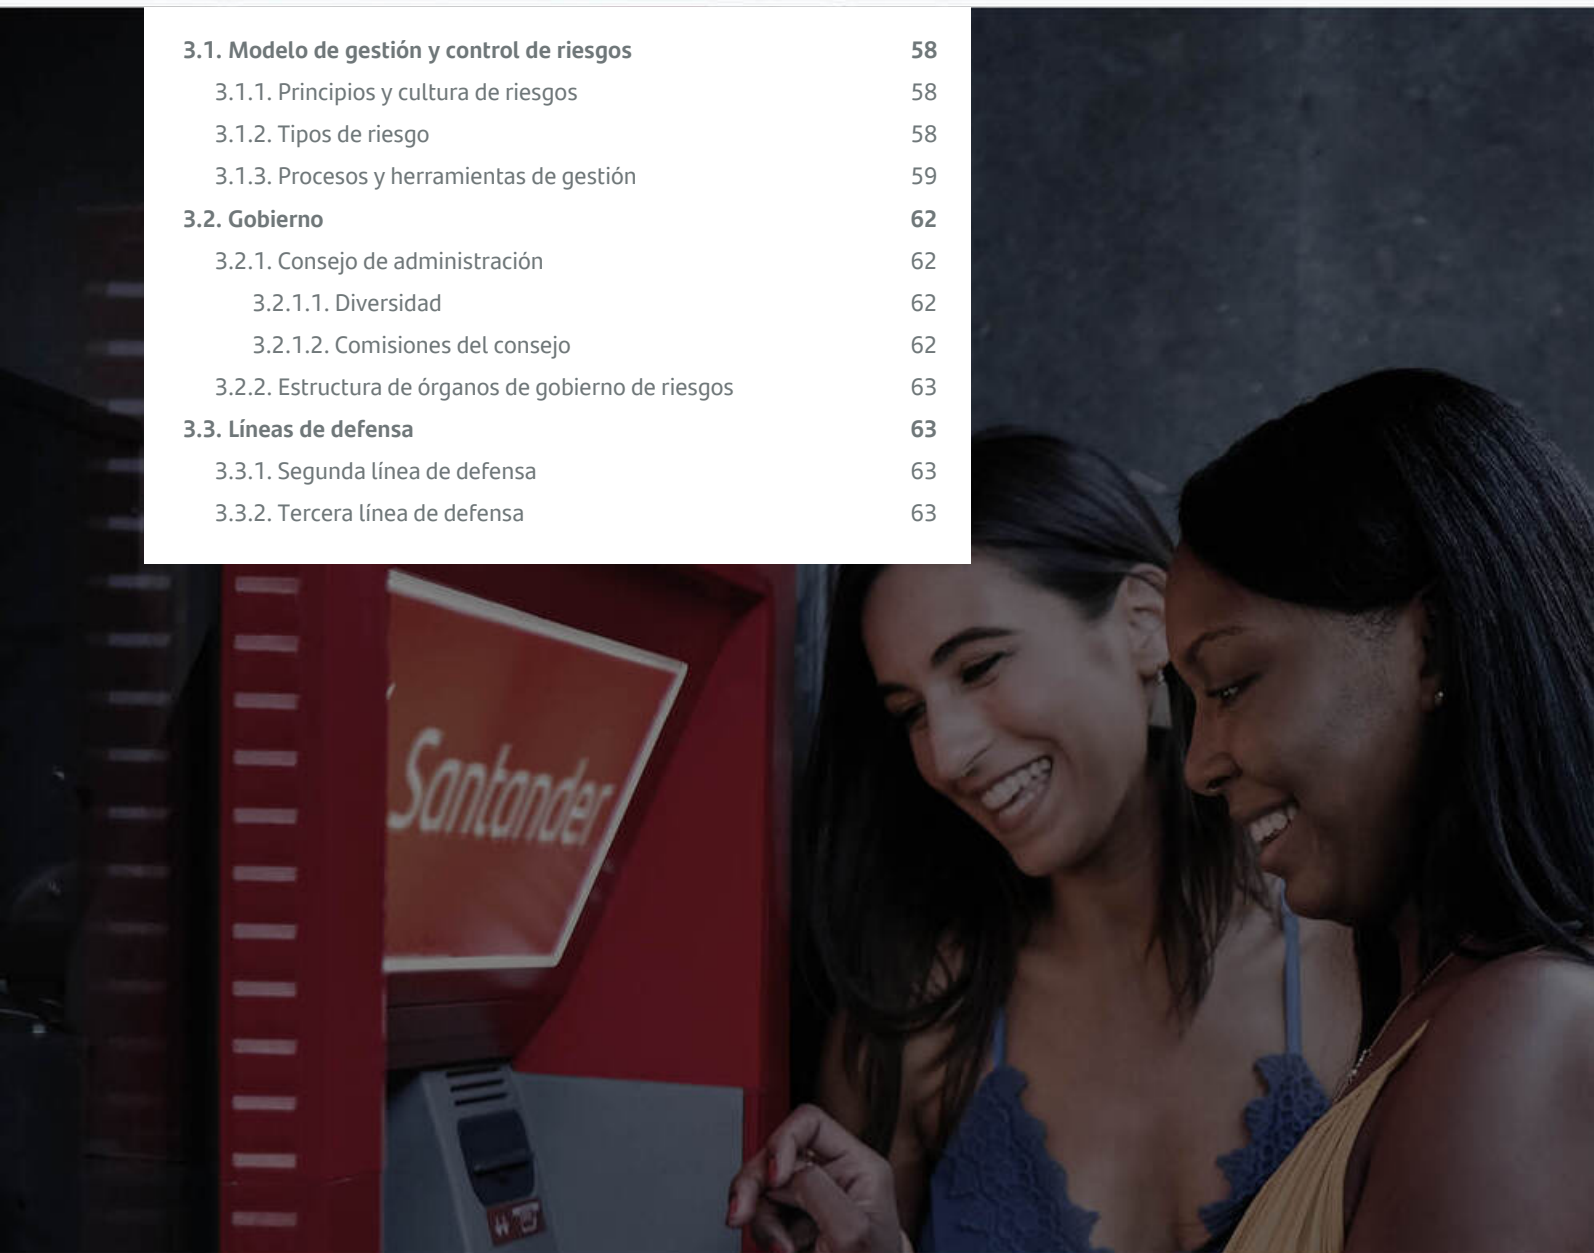 3.1. Modelo de gestión y control de riesgos 58
3.1.1. Principios y cultura de riesgos 58
3.1.2. Tipos de riesgo 58
3.1.3. Procesos y herramientas de gestión 59
3.2. Gobierno 62
3.2.1. Consejo de administración 62
3.2.1.1. Diversidad 62
3.2.1.2. Comisiones del consejo 62
3.2.2. Estructura de órganos de gobierno de riesgos 63
3.3. Líneas de defensa 63
3.3.1. Segunda línea de defensa 63
3.3.2. Tercera línea de defensa 63
Santander